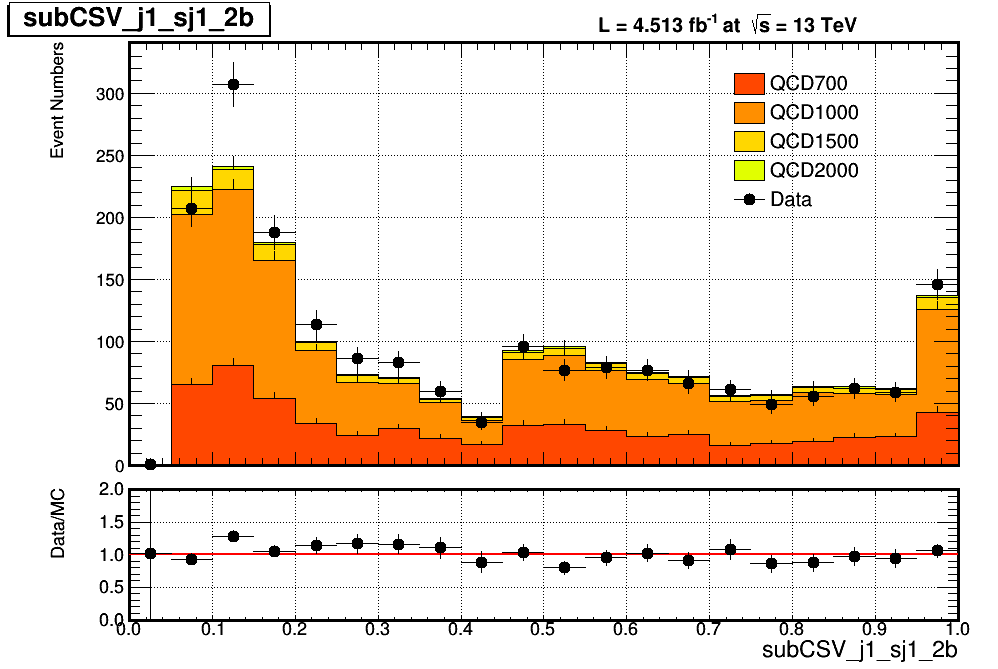 subCSV_j1_sj1_2b
L = 4.513 fb⁻¹ at √s = 13 TeV
Event Numbers
300
250
200
150
100
50
0
QCD700
QCD1000
QCD1500
QCD2000
Data
Data/MC
2.0
1.5
1.0
0.5
0.0
0.0 0.1 0.2 0.3 0.4 0.5 0.6 0.7 0.8 0.9 1.0
subCSV_j1_sj1_2b